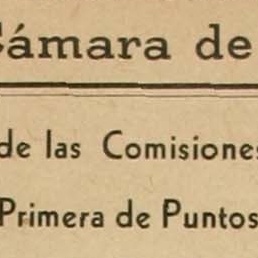 Cámara de
de las Comisiones
Primera de Puntos